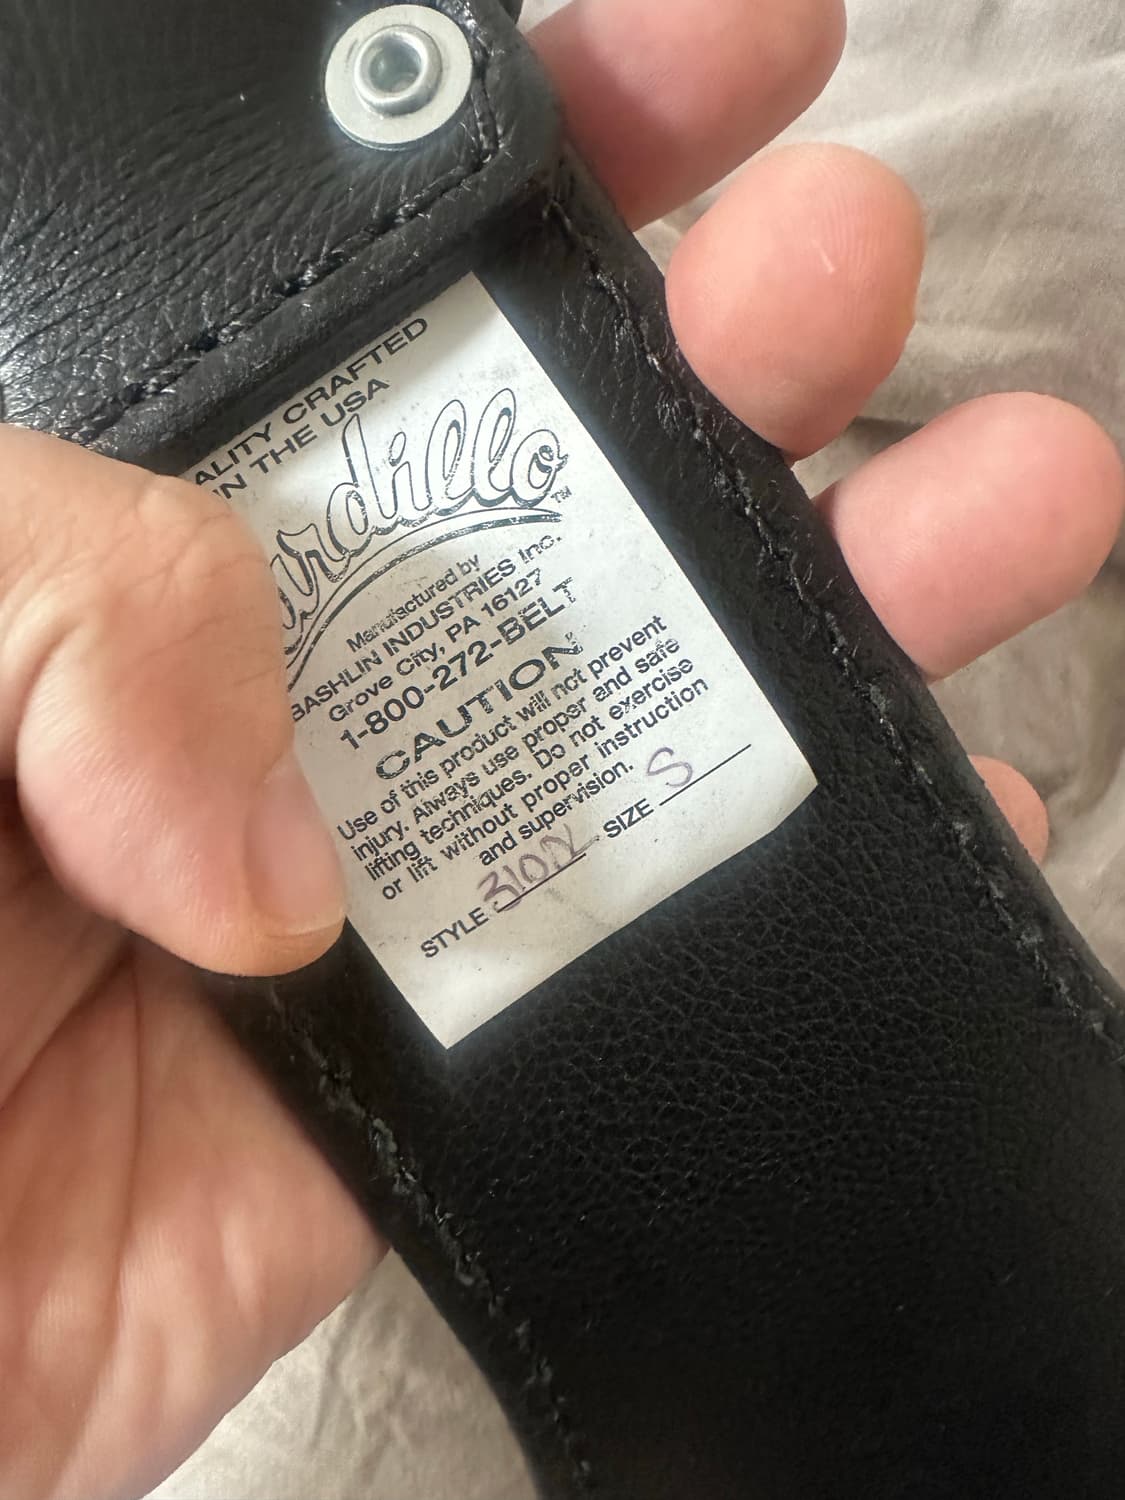 ALITY CRAFTED
IN THE USA
ardillo™
Manufactured by
BASHLIN INDUSTRIES Inc.
Grove City, PA 16127
1-800-272-BELT
CAUTION
Use of this product will not prevent
injury. Always use proper and safe
lifting techniques. Do not exercise
or lift without proper instruction
and supervision.
STYLE SIZE S